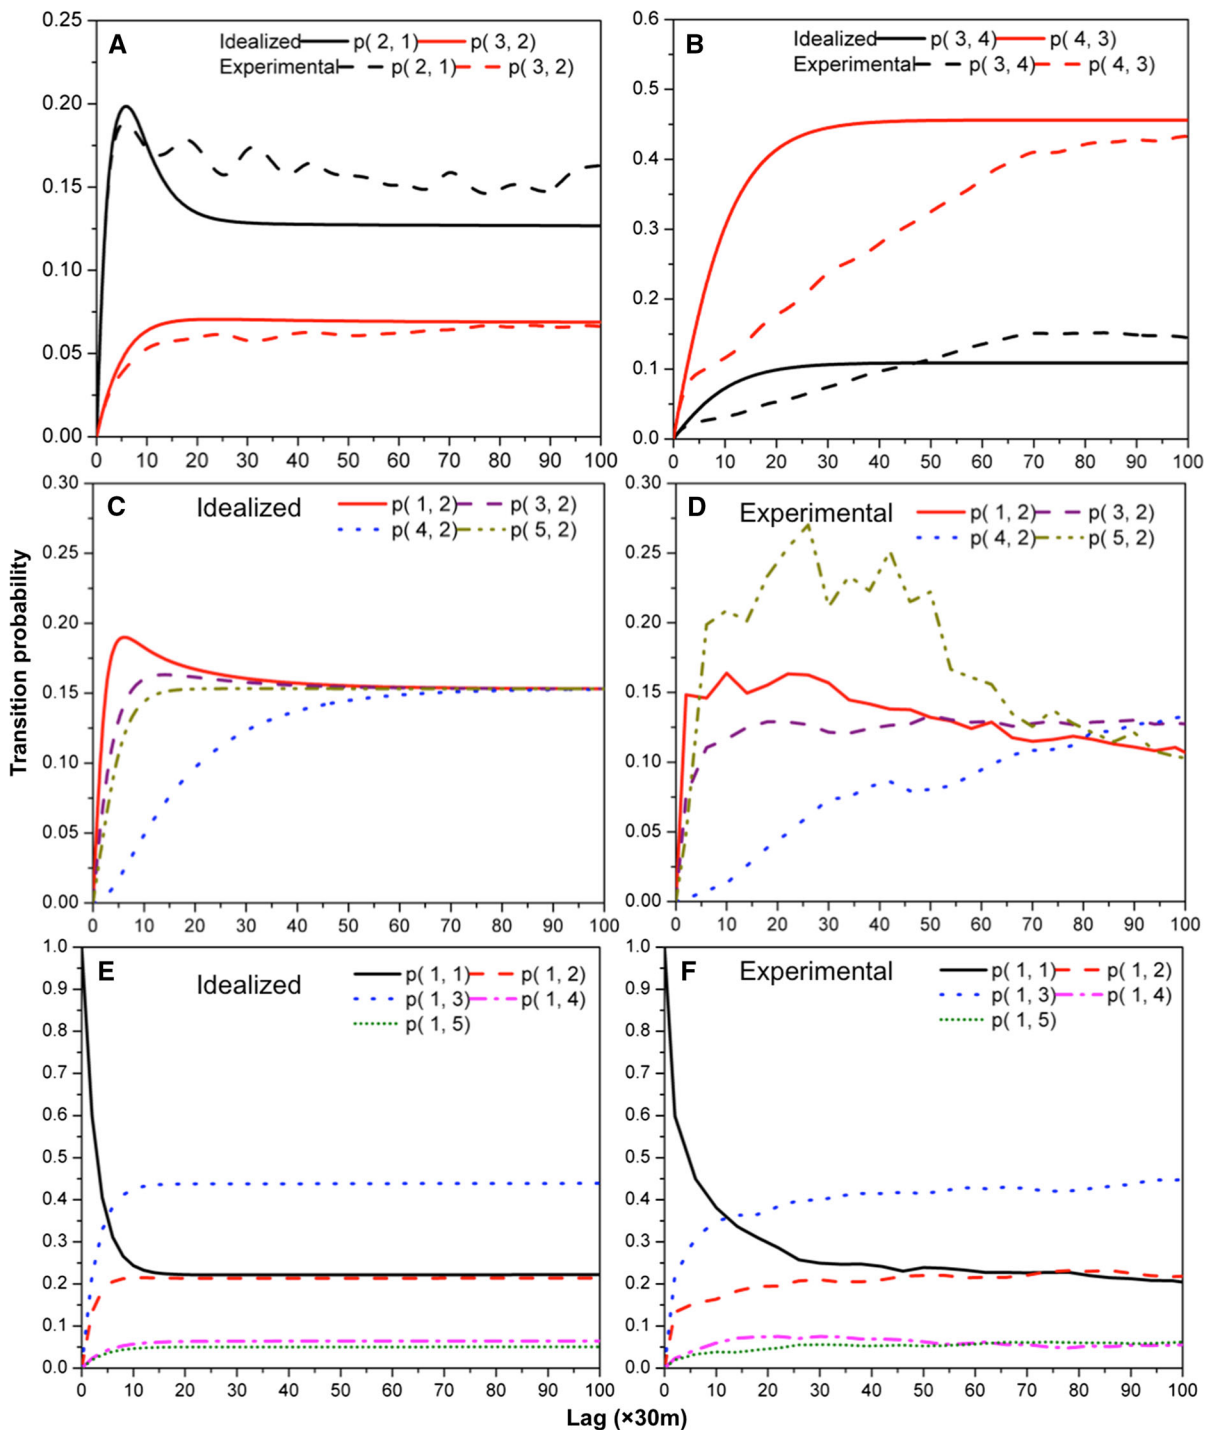 A
Idealized p( 2, 1) p( 3, 2)
Experimental p( 2, 1) p( 3, 2)
0.25
0.20
0.15
0.10
0.05
0.00
0 10 20 30 40 50 60 70 80 90 100
B
Idealized p( 3, 4) p( 4, 3)
Experimental p( 3, 4) p( 4, 3)
0.6
0.5
0.4
0.3
0.2
0.1
0.0
0 10 20 30 40 50 60 70 80 90 100
Transition probability
C
Idealized
p( 1, 2) p( 3, 2)
p( 4, 2) p( 5, 2)
0.30
0.25
0.20
0.15
0.10
0.05
0.00
0 10 20 30 40 50 60 70 80 90 100
D
Experimental
p( 1, 2) p( 3, 2)
p( 4, 2) p( 5, 2)
0.30
0.25
0.20
0.15
0.10
0.05
0.00
0 10 20 30 40 50 60 70 80 90 100
E
Idealized
p( 1, 1) p( 1, 2)
p( 1, 3) p( 1, 4)
p( 1, 5)
1.0
0.9
0.8
0.7
0.6
0.5
0.4
0.3
0.2
0.1
0.0
0 10 20 30 40 50 60 70 80 90 100
F
Experimental
p( 1, 1) p( 1, 2)
p( 1, 3) p( 1, 4)
p( 1, 5)
1.0
0.9
0.8
0.7
0.6
0.5
0.4
0.3
0.2
0.1
0.0
0 10 20 30 40 50 60 70 80 90 100
Lag (×30m)